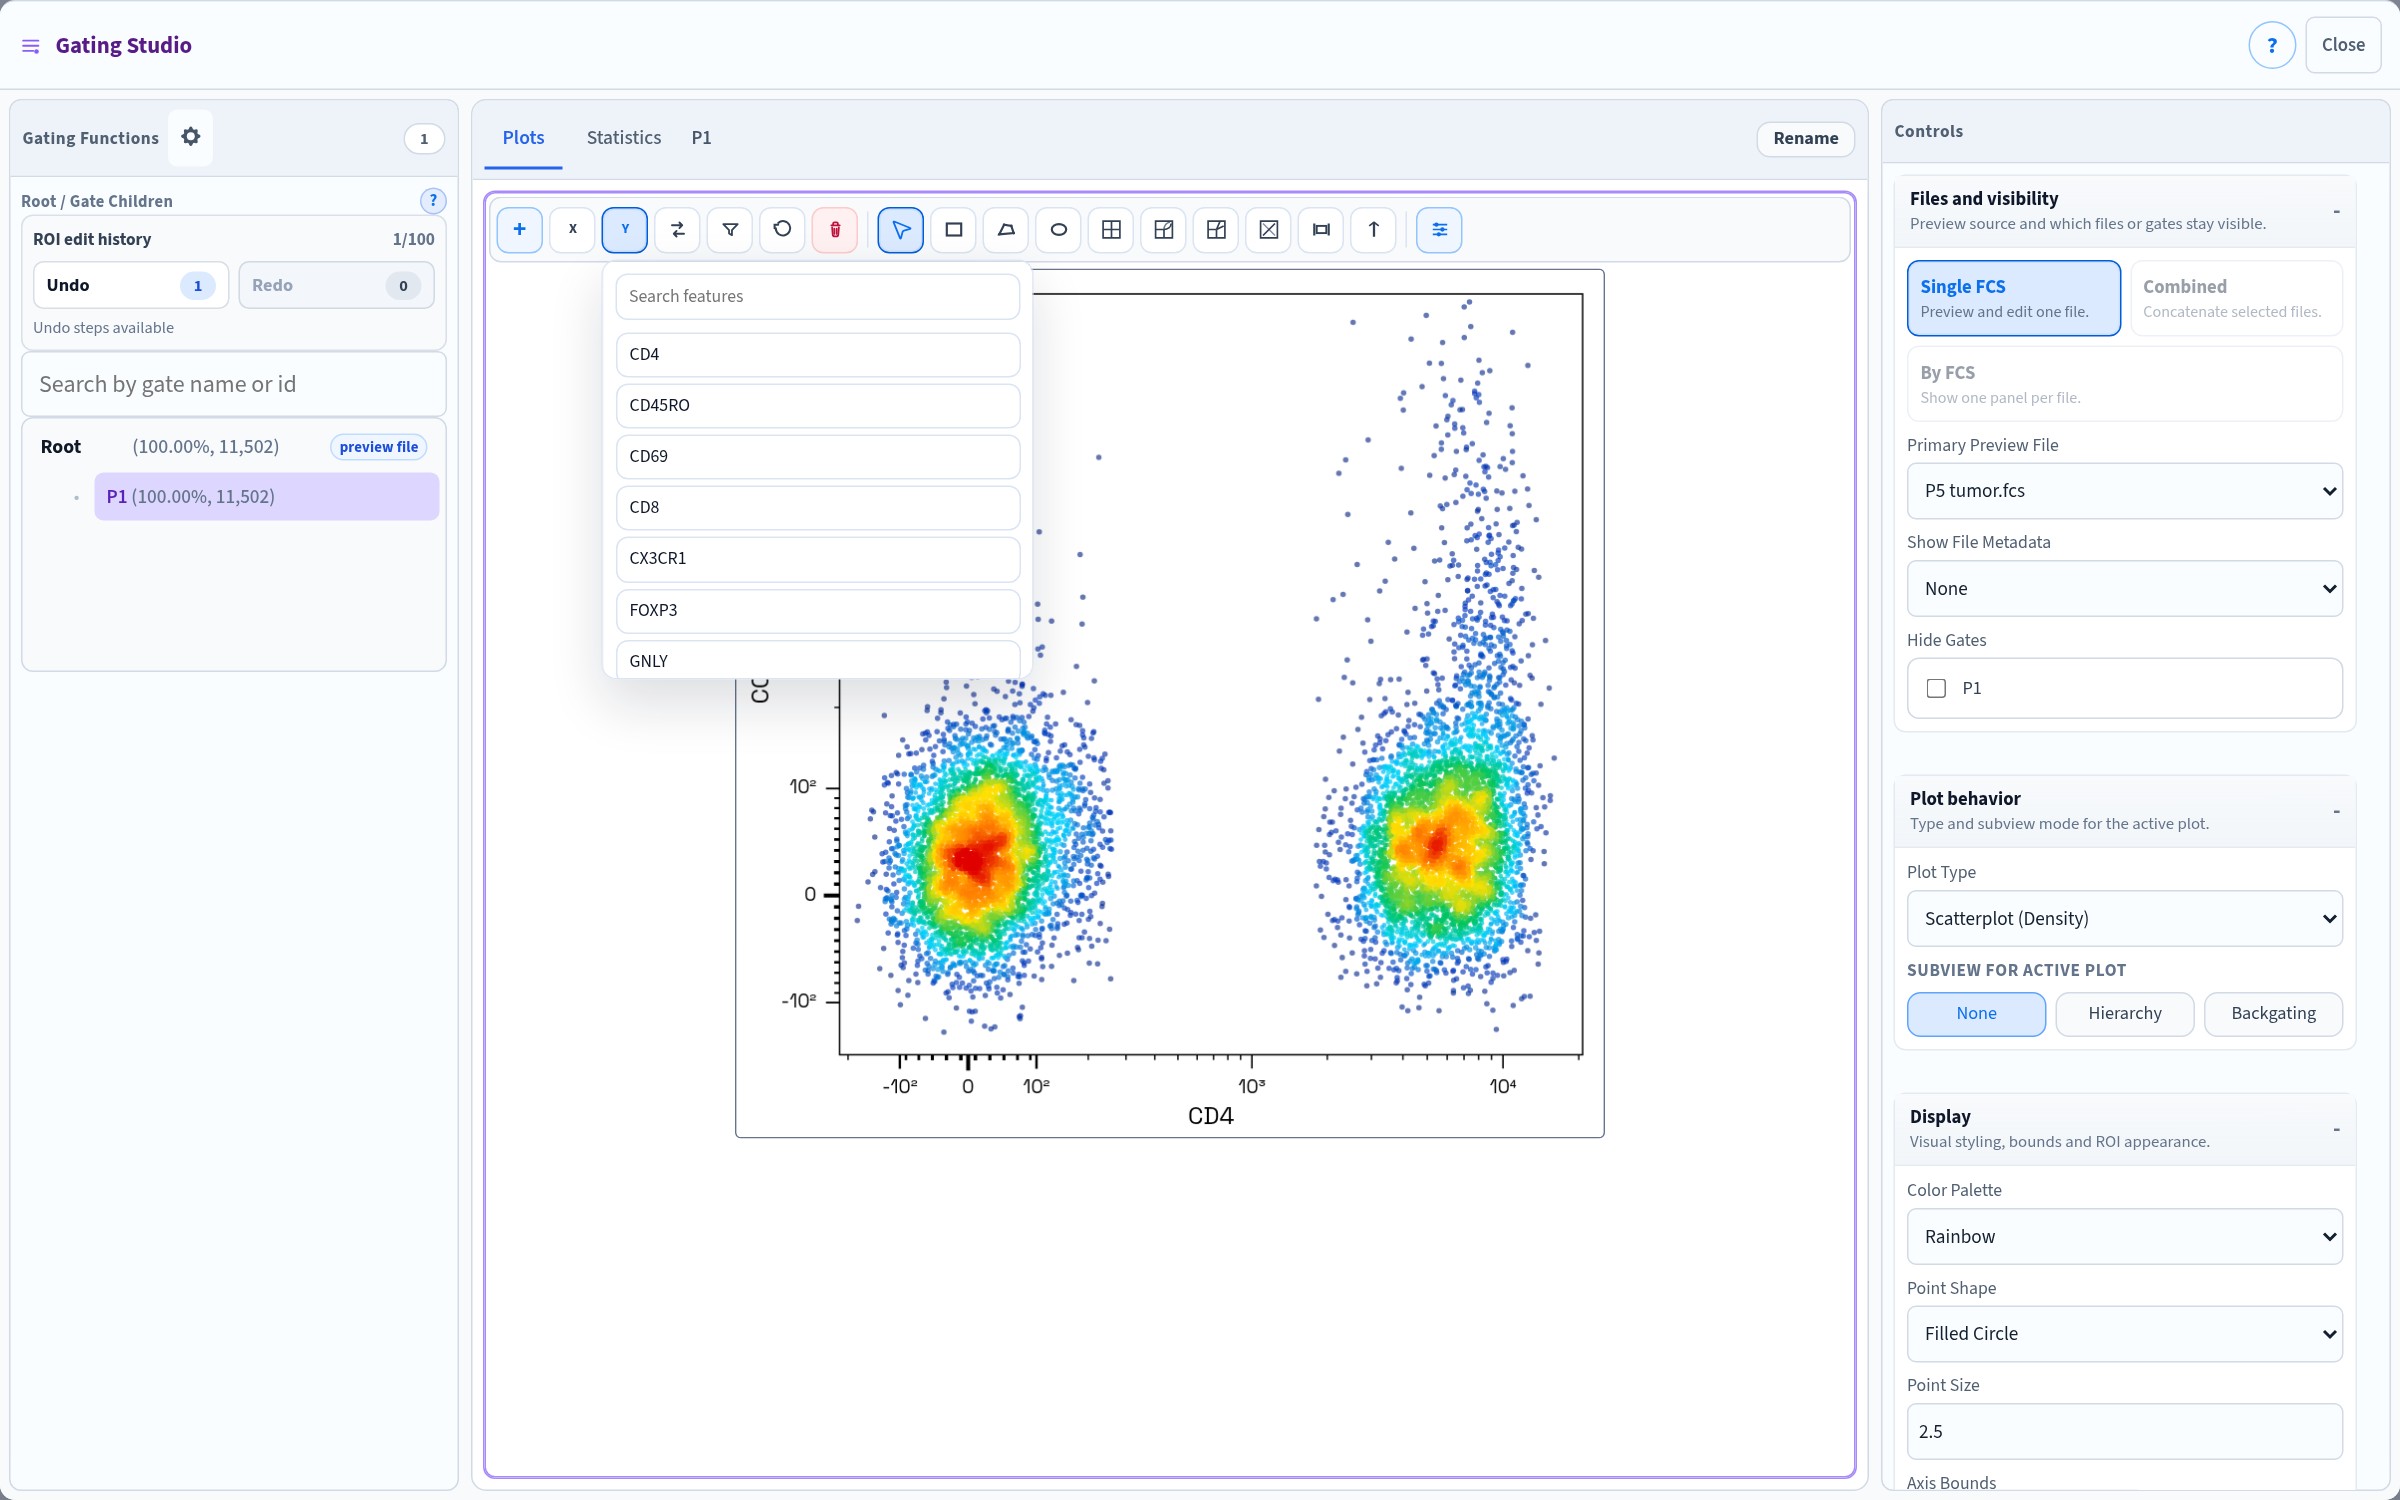 Gating Studio
?
Close
Gating Functions
1
Root / Gate Children
?
ROI edit history
1/100
Undo
1
Redo
0
Undo steps available
Search by gate name or id
Root
(100.00%, 11,502)
preview file
P1 (100.00%, 11,502)
Plots
Statistics
P1
Rename
+
X
Y
Search features
CD4
CD45RO
CD69
CD8
CX3CR1
FOXP3
GNLY
10²
0
-10²
-10²
0
10²
10³
10⁴
CD4
Controls
Files and visibility
-
Preview source and which files or gates stay visible.
Single FCS
Preview and edit one file.
Combined
Concatenate selected files.
By FCS
Show one panel per file.
Primary Preview File
P5 tumor.fcs
Show File Metadata
None
Hide Gates
P1
Plot behavior
-
Type and subview mode for the active plot.
Plot Type
Scatterplot (Density)
SUBVIEW FOR ACTIVE PLOT
None
Hierarchy
Backgating
Display
-
Visual styling, bounds and ROI appearance.
Color Palette
Rainbow
Point Shape
Filled Circle
Point Size
2.5
Axis Bounds